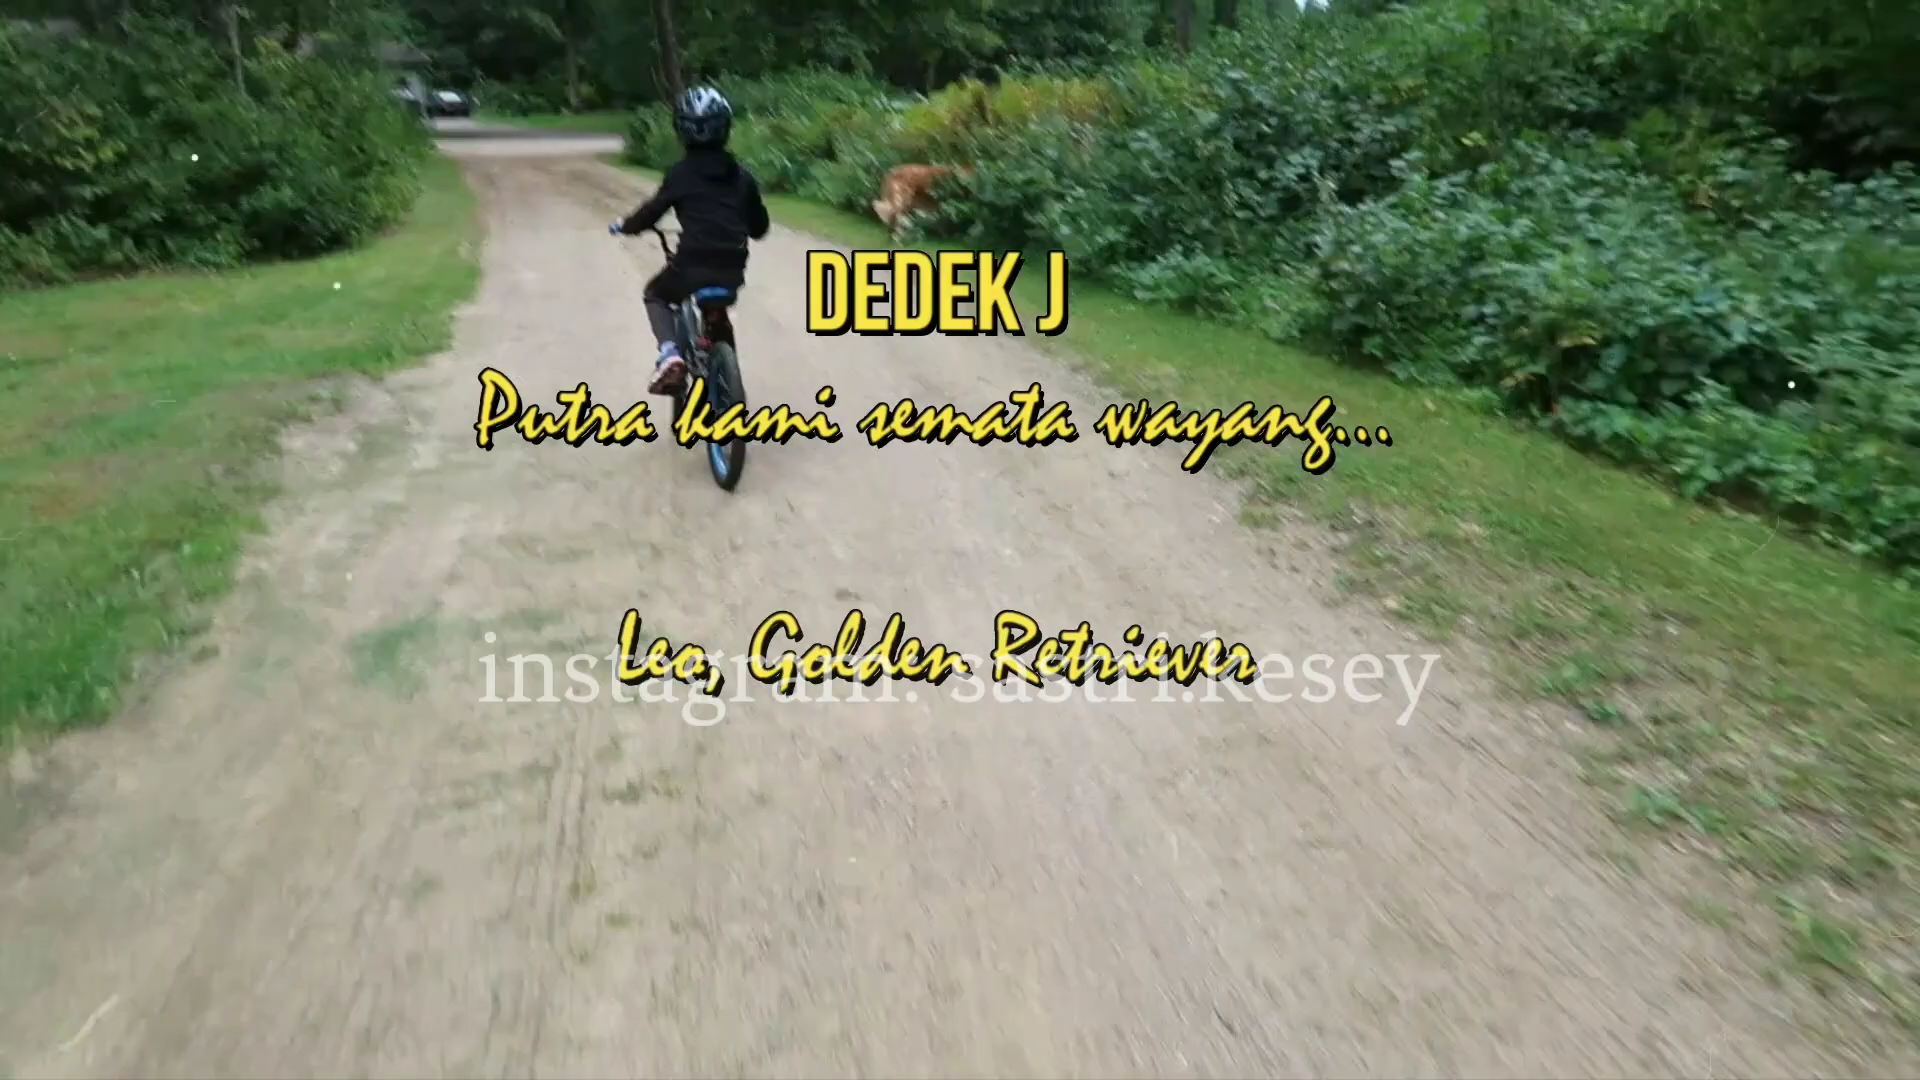 DEDEK J
Putra kami semata wayang...
Leo, Golden Retriever
instagram: sastri.kesey